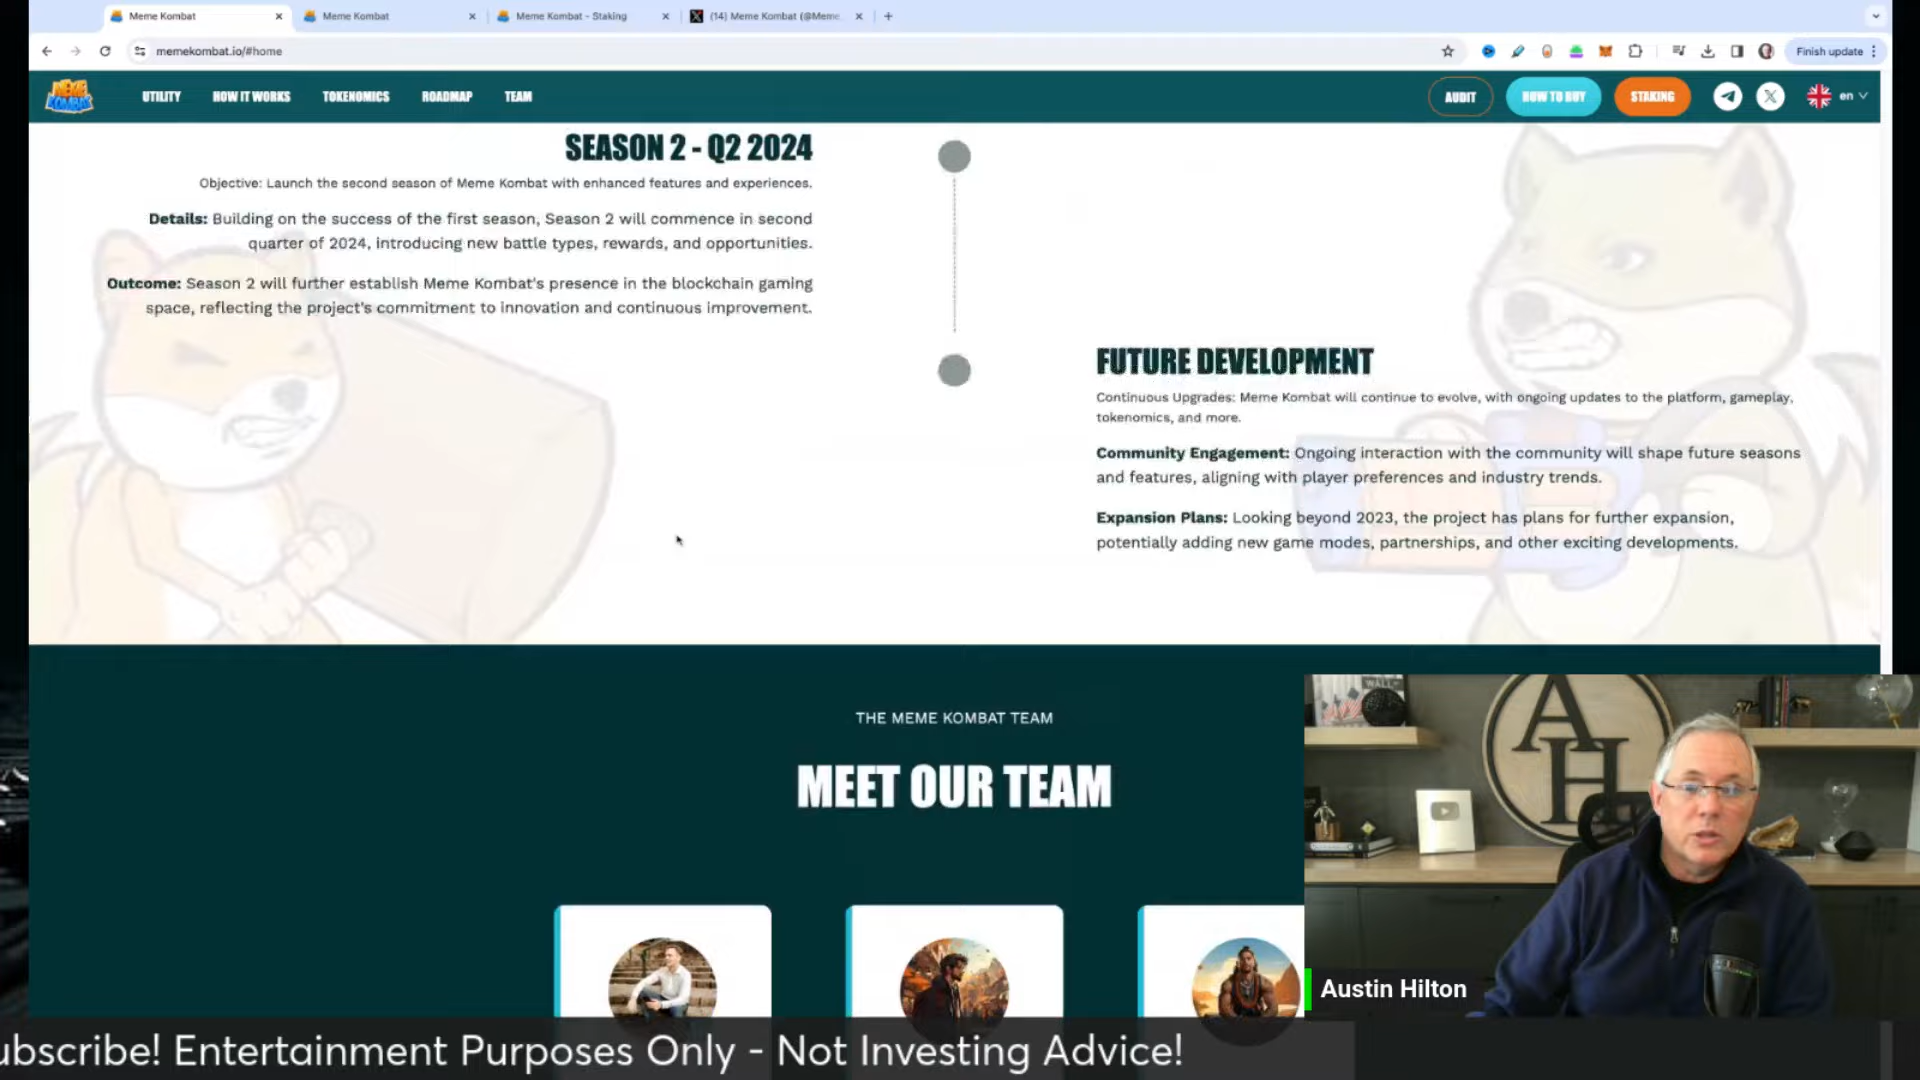 Meme Kombat
Meme Kombat
Meme Kombat - Staking
(14) Meme Kombat (@Meme
memekombat.io/#home
Finish update
MEME
KOMBAT
UTILITY
HOW IT WORKS
TOKENOMICS
ROADMAP
TEAM
AUDIT
HOW TO BUY
STAKING
en
SEASON 2 - Q2 2024
Objective: Launch the second season of Meme Kombat with enhanced features and experiences.
Details: Building on the success of the first season, Season 2 will commence in second
quarter of 2024, introducing new battle types, rewards, and opportunities.
Outcome: Season 2 will further establish Meme Kombat's presence in the blockchain gaming
space, reflecting the project's commitment to innovation and continuous improvement.
FUTURE DEVELOPMENT
Continuous Upgrades: Meme Kombat will continue to evolve, with ongoing updates to the platform, gameplay,
tokenomics, and more.
Community Engagement: Ongoing interaction with the community will shape future seasons
and features, aligning with player preferences and industry trends.
Expansion Plans: Looking beyond 2023, the project has plans for further expansion,
potentially adding new game modes, partnerships, and other exciting developments.
THE MEME KOMBAT TEAM
MEET OUR TEAM
WALL
AH
Austin Hilton
ubscribe! Entertainment Purposes Only - Not Investing Advice!